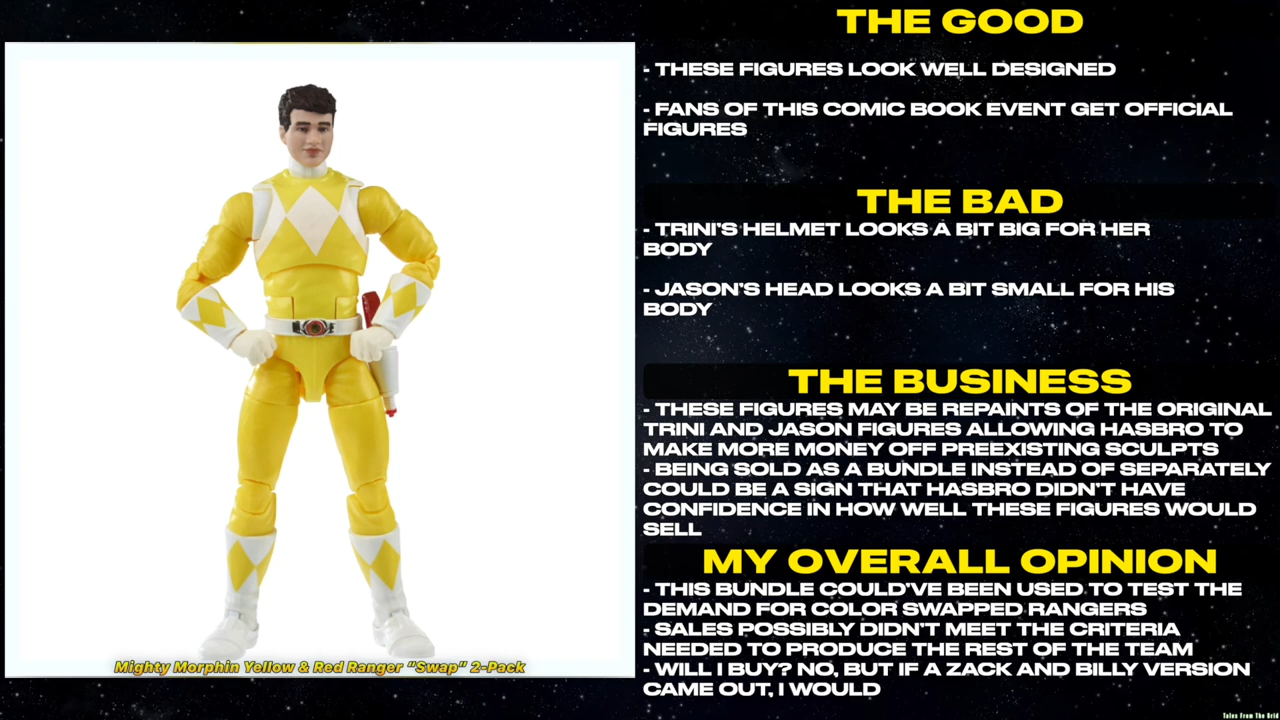 THE GOOD
- THESE FIGURES LOOK WELL DESIGNED
- FANS OF THIS COMIC BOOK EVENT GET OFFICIAL
FIGURES
THE BAD
- TRINI'S HELMET LOOKS A BIT BIG FOR HER
BODY
- JASON'S HEAD LOOKS A BIT SMALL FOR HIS
BODY
THE BUSINESS
- THESE FIGURES MAY BE REPAINTS OF THE ORIGINAL
TRINI AND JASON FIGURES ALLOWING HASBRO TO
MAKE MORE MONEY OFF PREEXISTING SCULPTS
- BEING SOLD AS A BUNDLE INSTEAD OF SEPARATELY
COULD BE A SIGN THAT HASBRO DIDN'T HAVE
CONFIDENCE IN HOW WELL THESE FIGURES WOULD
SELL
MY OVERALL OPINION
- THIS BUNDLE COULD'VE BEEN USED TO TEST THE
DEMAND FOR COLOR SWAPPED RANGERS
- SALES POSSIBLY DIDN'T MEET THE CRITERIA
NEEDED TO PRODUCE THE REST OF THE TEAM
- WILL I BUY? NO, BUT IF A ZACK AND BILLY VERSION
CAME OUT, I WOULD
Mighty Morphin Yellow & Red Ranger "Swap" 2-Pack
Tales From The Grid